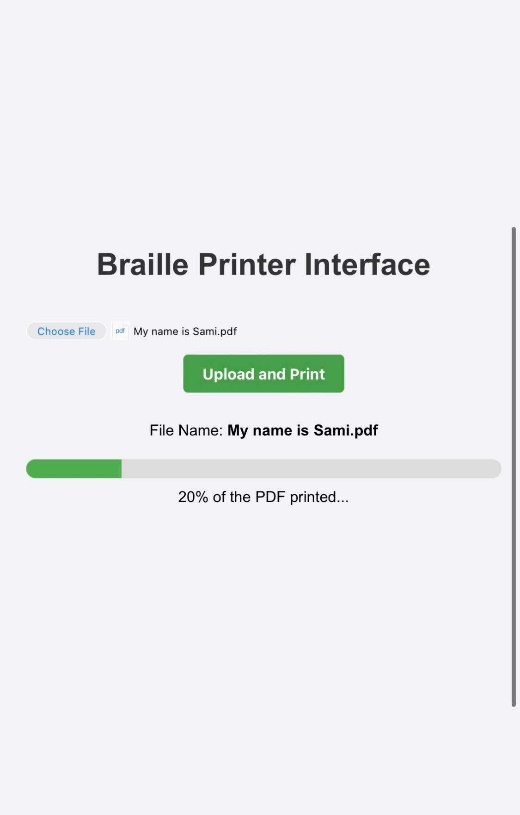 Braille Printer Interface
Choose File pdf My name is Sami.pdf
Upload and Print
File Name: My name is Sami.pdf
20% of the PDF printed...